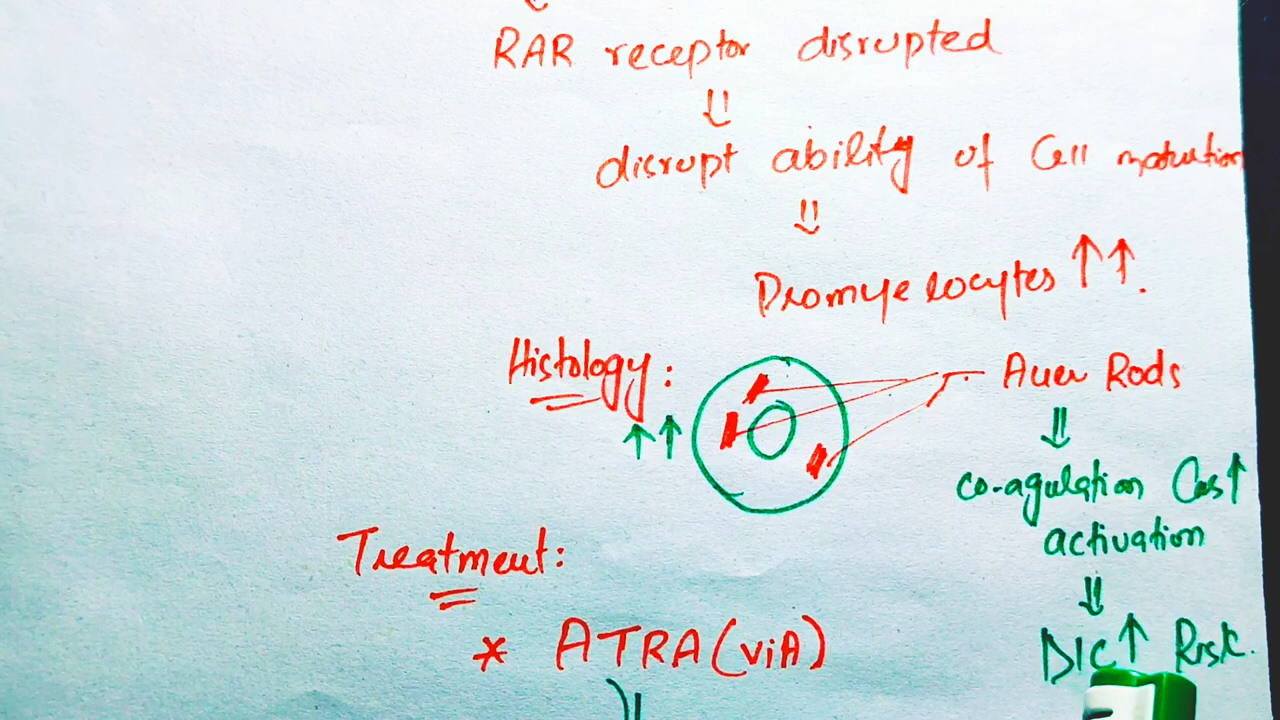 RAR receptor disrupted
⇓
disrupt ability of Cell maturation
⇓
Promyelocytes ↑↑.
Histology:
↑↑
Auer Rods
⇓
co-agulation Cas↑
activation
⇓
DIC↑ Risk.
Treatment:
* ATRA (viA)
⇓